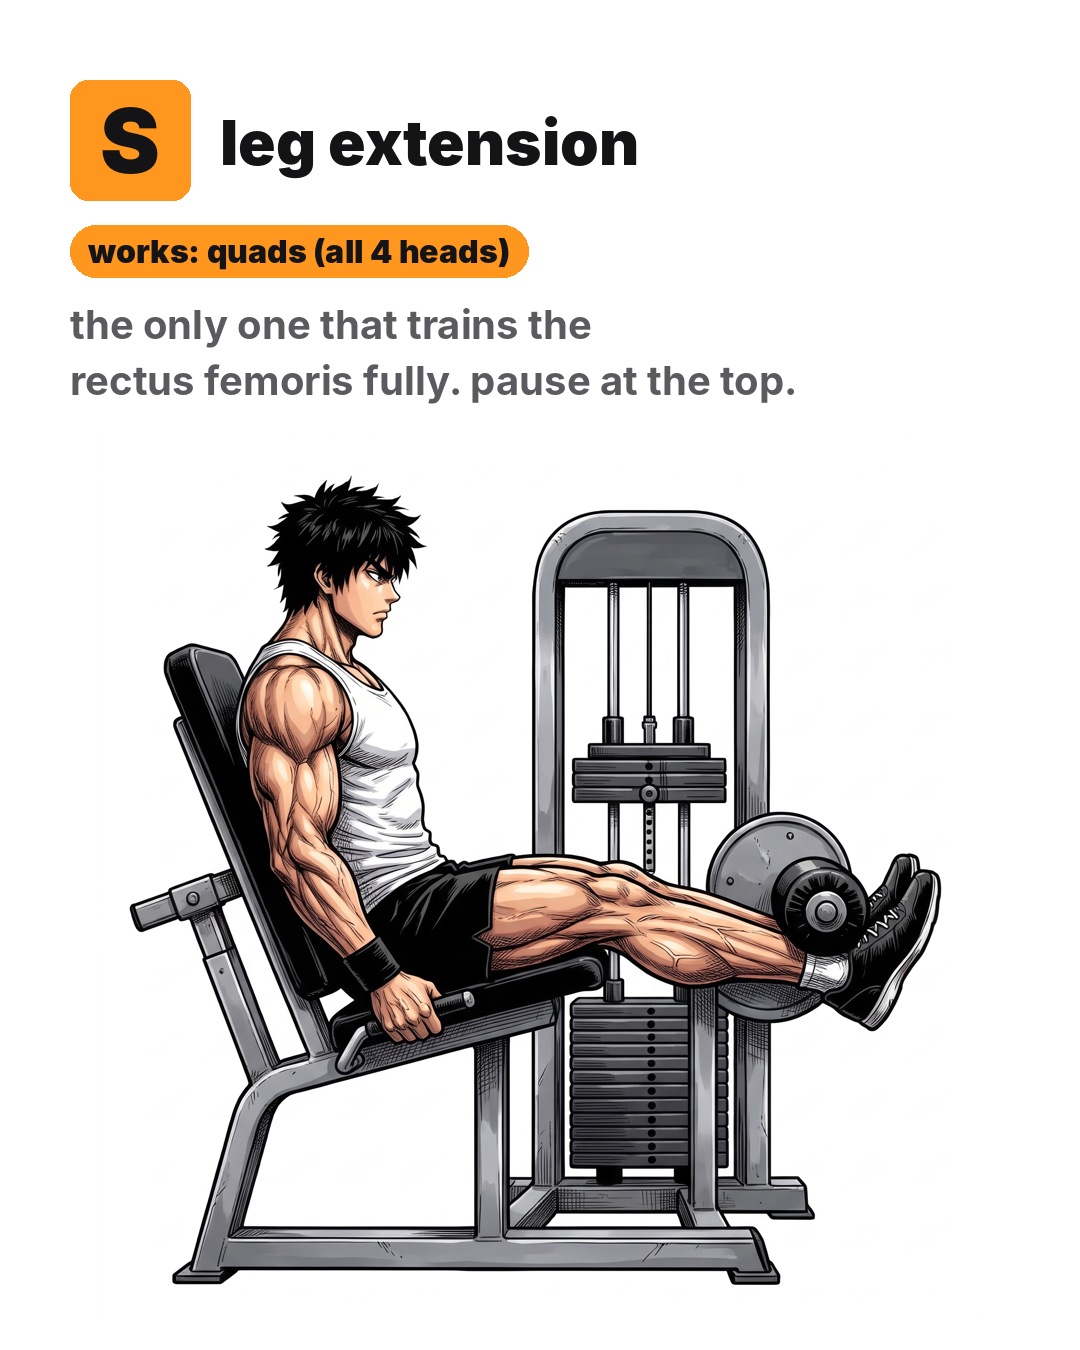 S leg extension
works: quads (all 4 heads)
the only one that trains the
rectus femoris fully. pause at the top.